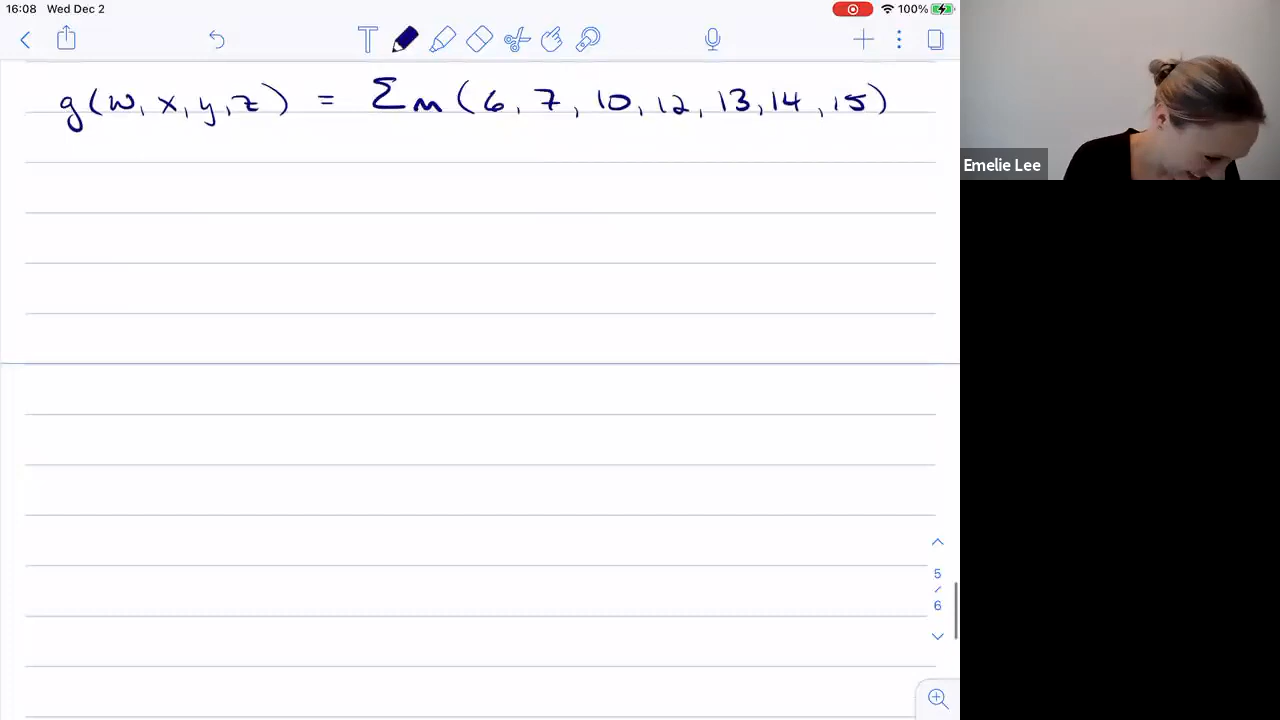 16:08 Wed Dec 2
100%
g(w, x, y, z) = Σm(6, 7, 10, 12, 13, 14, 15)
Emelie Lee
5
/
6